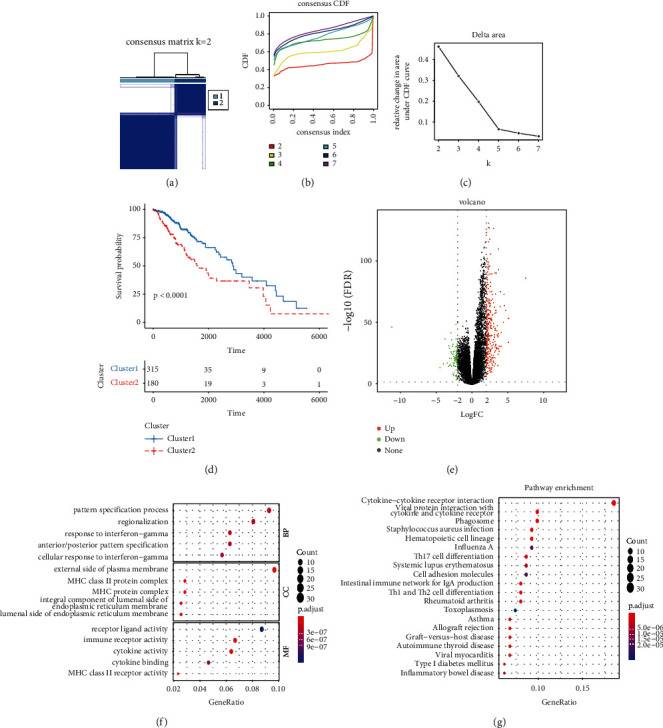 consensus matrix k=2
1
2
(a)
consensus CDF
CDF
1.0
0.8
0.6
0.4
0.2
0.0
0.0
0.2
0.4
0.6
0.8
1.0
consensus index
2
3
4
5
6
7
(b)
Delta area
relative change in area
under CDF curve
0.4
0.3
0.2
0.1
2
3
4
5
6
7
k
(c)
Survival probability
100
75
50
25
0
p < 0.0001
0
2000
4000
6000
Time
Cluster
Cluster1
315
35
9
0
Cluster2
180
19
3
1
0
2000
4000
6000
Time
Cluster
Cluster1
Cluster2
(d)
volcano
−log10 (FDR)
100
50
0
−10
−5
−2
0
2
5
10
LogFC
Up
Down
None
(e)
pattern specification process
regionalization
response to interferon−gamma
anterior/posterior pattern specification
cellular response to interferon−gamma
BP
external side of plasma membrane
MHC class II protein complex
MHC protein complex
integral component of lumenal side of
endoplasmic reticulum membrane
lumenal side of endoplasmic reticulum membrane
CC
receptor ligand activity
immune receptor activity
cytokine activity
cytokine binding
MHC class II receptor activity
MF
0.02
0.04
0.06
0.08
0.10
GeneRatio
Count
10
15
20
25
30
p.adjust
3e−07
6e−07
9e−07
(f)
Pathway enrichment
Cytokine−cytokine receptor interaction
Viral protein interaction with
cytokine and cytokine receptor
Phagosome
Staphylococcus aureus infection
Hematopoietic cell lineage
Influenza A
Th17 cell differentiation
Systemic lupus erythematosus
Cell adhesion molecules
Intestinal immune network for IgA production
Th1 and Th2 cell differentiation
Rheumatoid arthritis
Toxoplasmosis
Asthma
Allograft rejection
Graft−versus−host disease
Autoimmune thyroid disease
Viral myocarditis
Type I diabetes mellitus
Inflammatory bowel disease
0.10
0.15
GeneRatio
Count
10
15
20
25
30
p.adjust
5.0e−06
1.0e−05
1.5e−05
2.0e−05
(g)